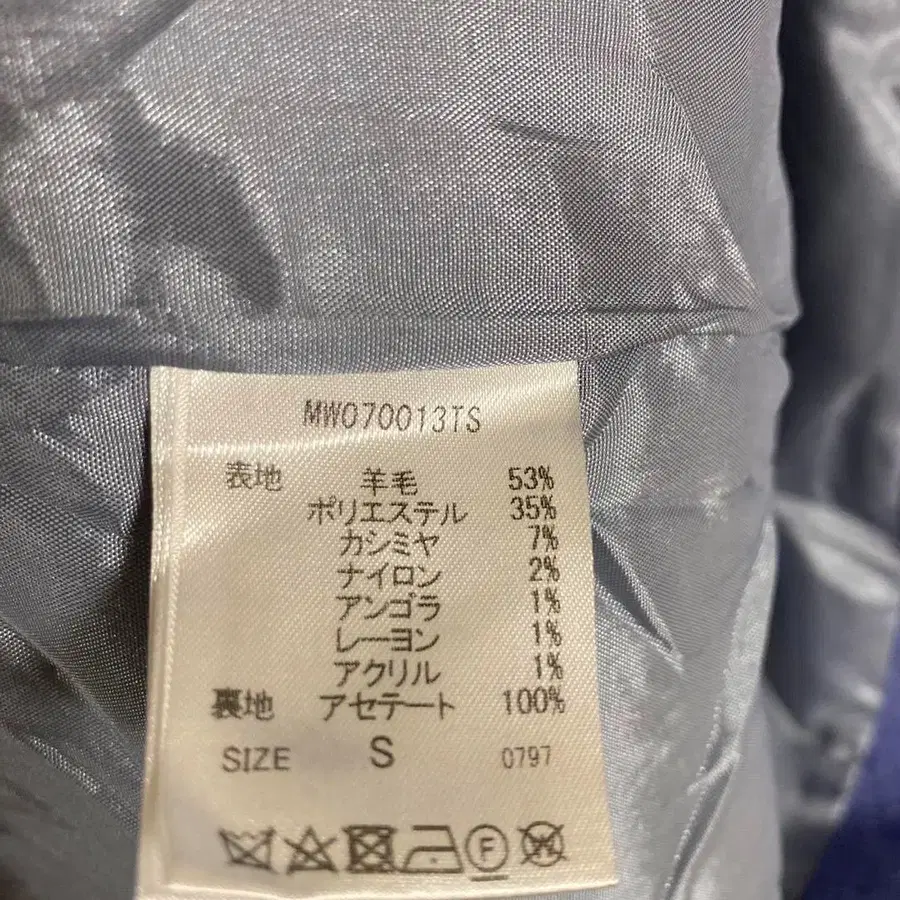 MW070013TS
表地 羊毛 53%
ポリエステル 35%
カシミヤ 7%
ナイロン 2%
アンゴラ 1%
レーヨン 1%
アクリル 1%
裏地 アセテート 100%
SIZE S 0797
F W